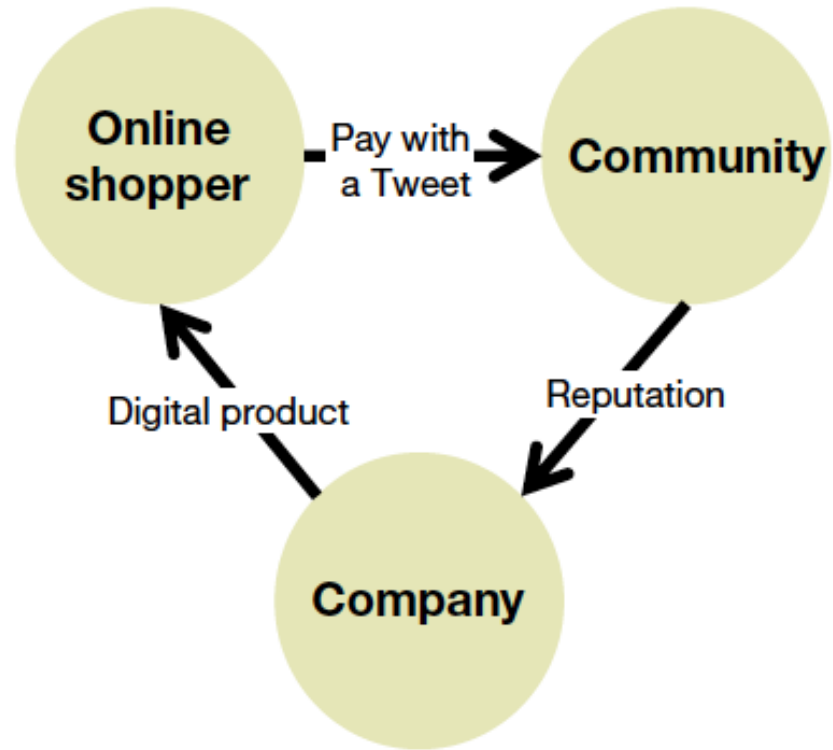 Online
shopper
Pay with
a Tweet
Community
Digital product
Reputation
Company